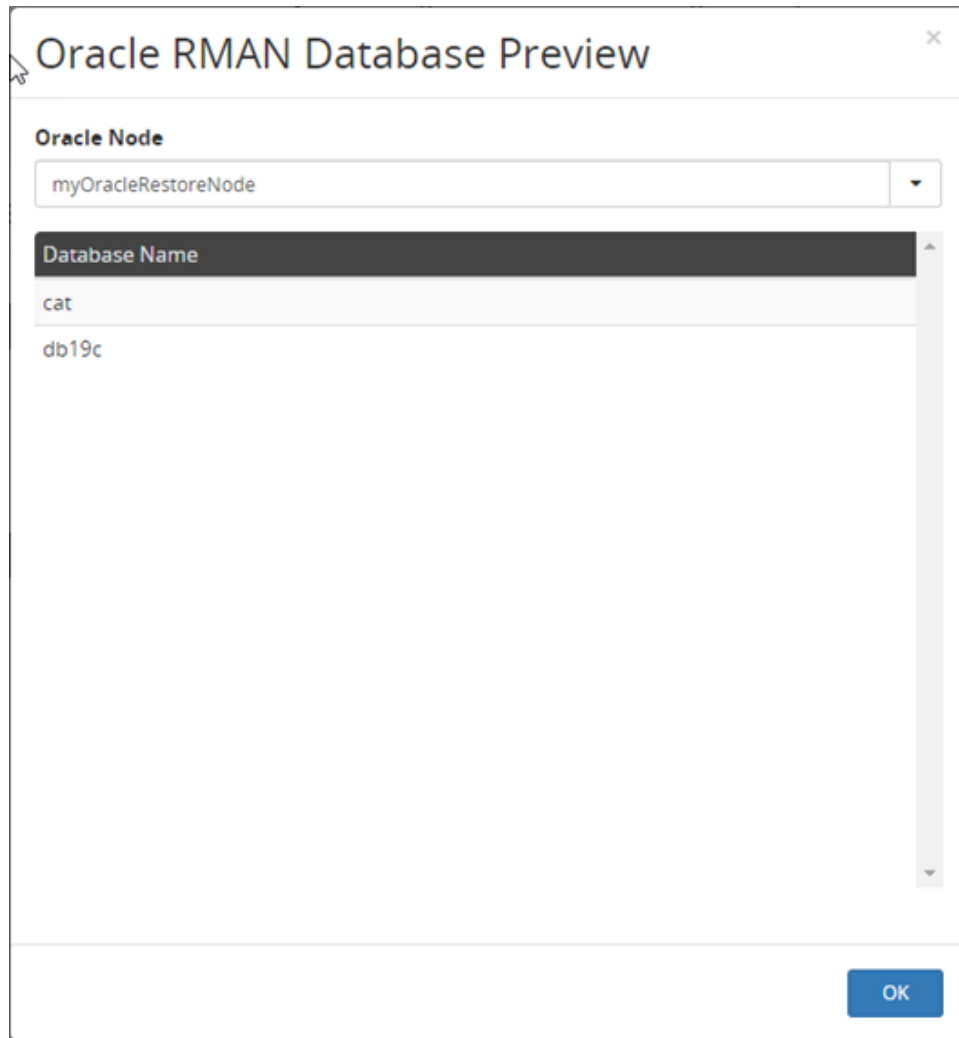 Oracle RMAN Database Preview
Oracle Node
myOracleRestoreNode
Database Name
cat
db19c
OK